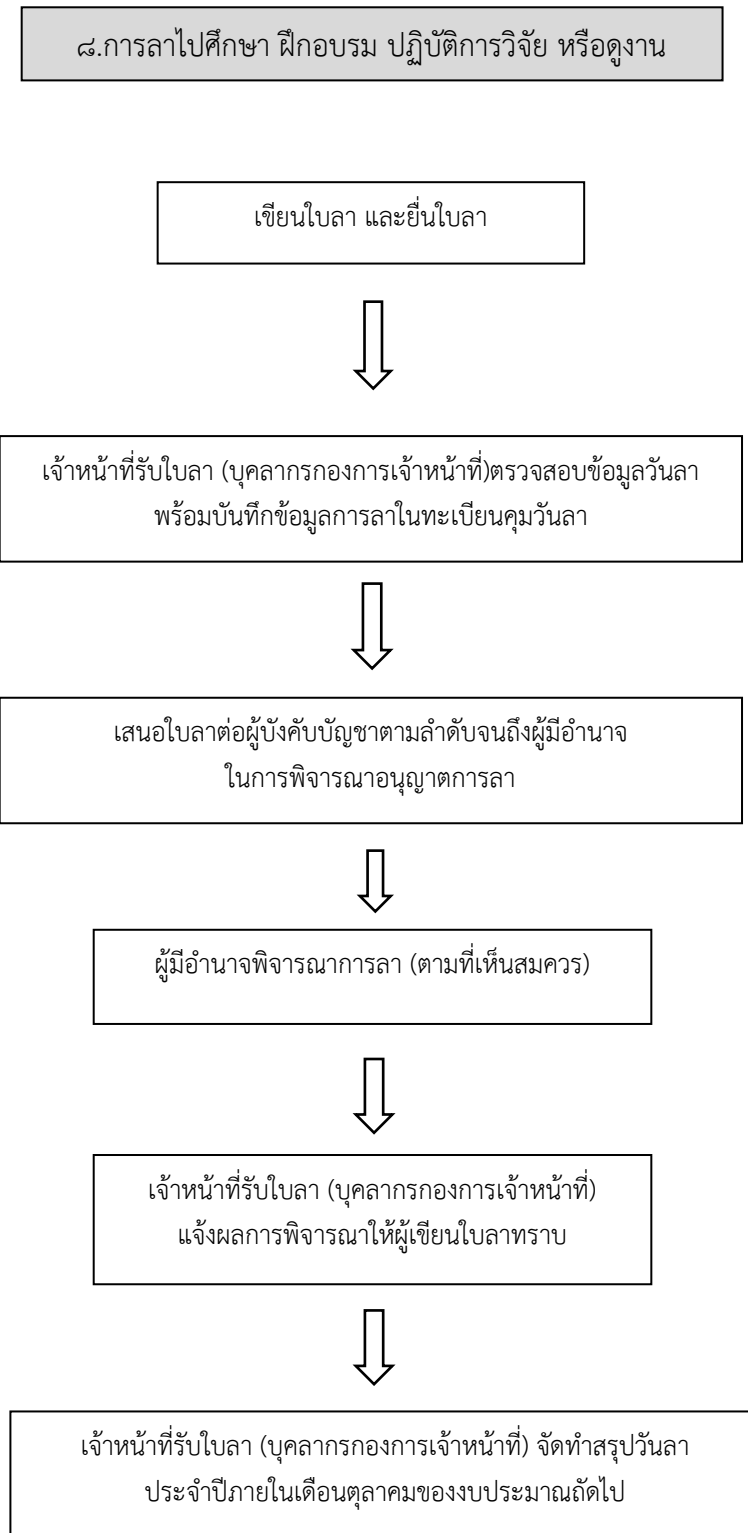 ๘.การลาไปศึกษา ฝึกอบรม ปฏิบัติการวิจัย หรือดูงาน
เขียนใบลา และยื่นใบลา
เจ้าหน้าที่รับใบลา (บุคลากรกองการเจ้าหน้าที่)ตรวจสอบข้อมูลวันลา
พร้อมบันทึกข้อมูลการลาในทะเบียนคุมวันลา
เสนอใบลาต่อผู้บังคับบัญชาตามลำดับจนถึงผู้มีอำนาจ
ในการพิจารณาอนุญาตการลา
ผู้มีอำนาจพิจารณาการลา (ตามที่เห็นสมควร)
เจ้าหน้าที่รับใบลา (บุคลากรกองการเจ้าหน้าที่)
แจ้งผลการพิจารณาให้ผู้เขียนใบลาทราบ
เจ้าหน้าที่รับใบลา (บุคลากรกองการเจ้าหน้าที่) จัดทำสรุปวันลา
ประจำปีภายในเดือนตุลาคมของงบประมาณถัดไป